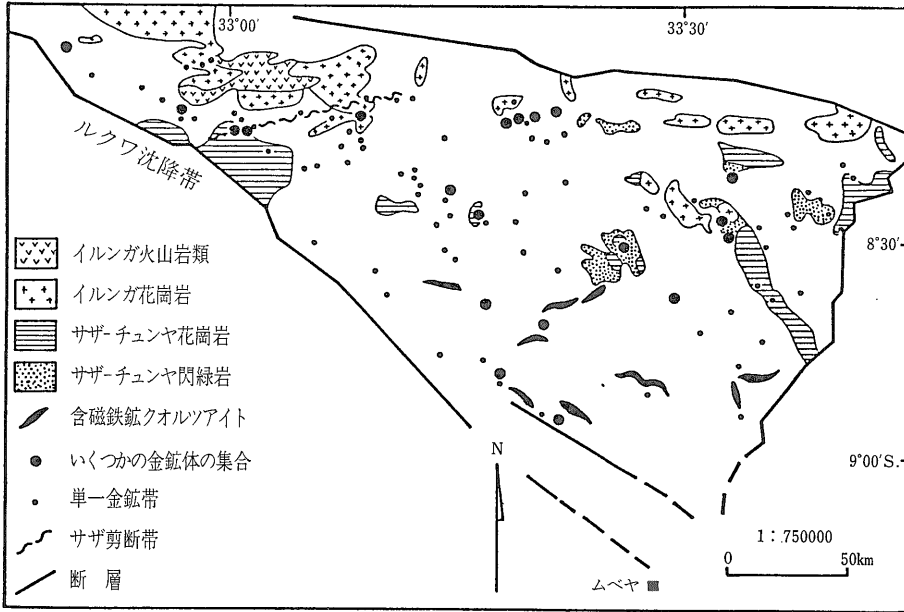 33°00′
33°30′
ルクワ沈降帯
8°30′
イルンガ火山岩類
イルンガ花崗岩
サザーチュンヤ花崗岩
サザーチュンヤ閃緑岩
含磁鉄鉱クオルツアイト
いくつかの金鉱体の集合
単一金鉱帯
サザ剪断帯
断 層
N
9°00′S.
1：750000
0 50km
ムベヤ